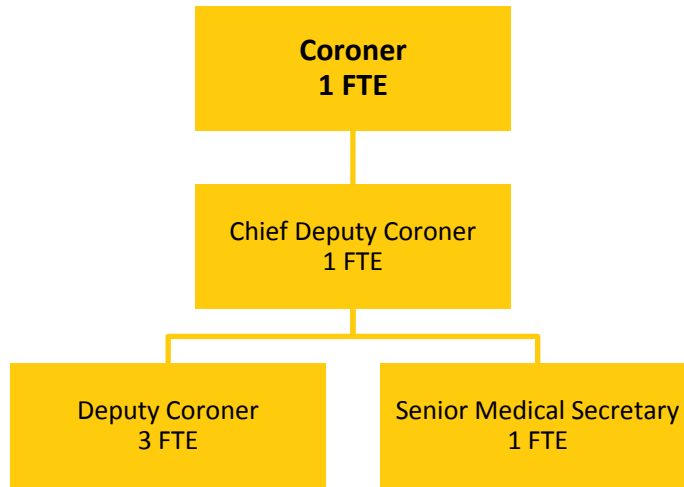 Coroner
1 FTE
Chief Deputy Coroner
1 FTE
Deputy Coroner
3 FTE
Senior Medical Secretary
1 FTE